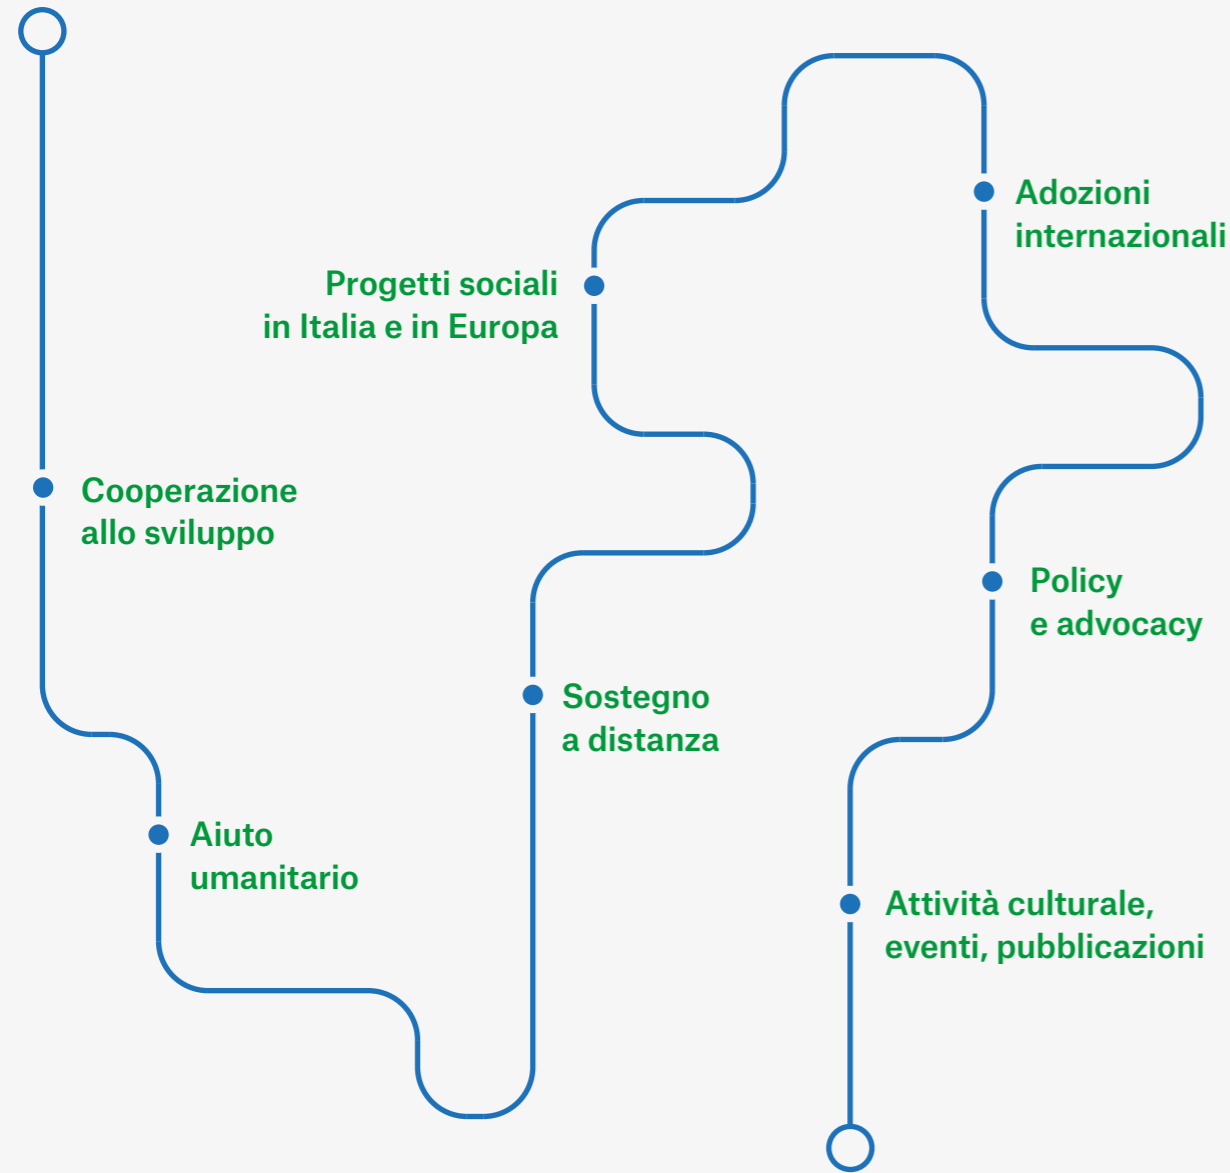 Cooperazione
allo sviluppo
Aiuto
umanitario
Sostegno
a distanza
Progetti sociali
in Italia e in Europa
Adozioni
internazionali
Policy
e advocacy
Attività culturale,
eventi, pubblicazioni